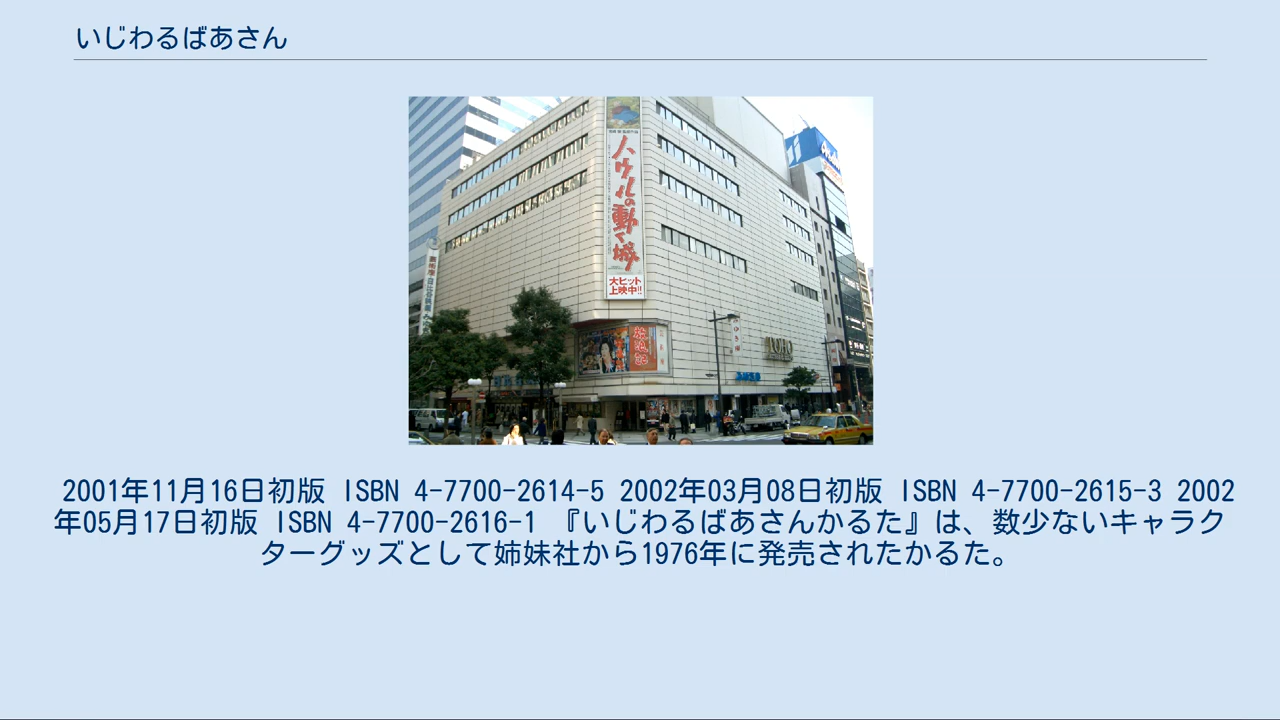 いじわるばあさん
ハウルの動く城
大ヒット
上映中!!
放浪記
TOHO
2001年11月16日初版 ISBN 4-7700-2614-5 2002年03月08日初版 ISBN 4-7700-2615-3 2002
年05月17日初版 ISBN 4-7700-2616-1 『いじわるばあさんかるた』は、数少ないキャラク
ターグッズとして姉妹社から1976年に発売されたかるた。